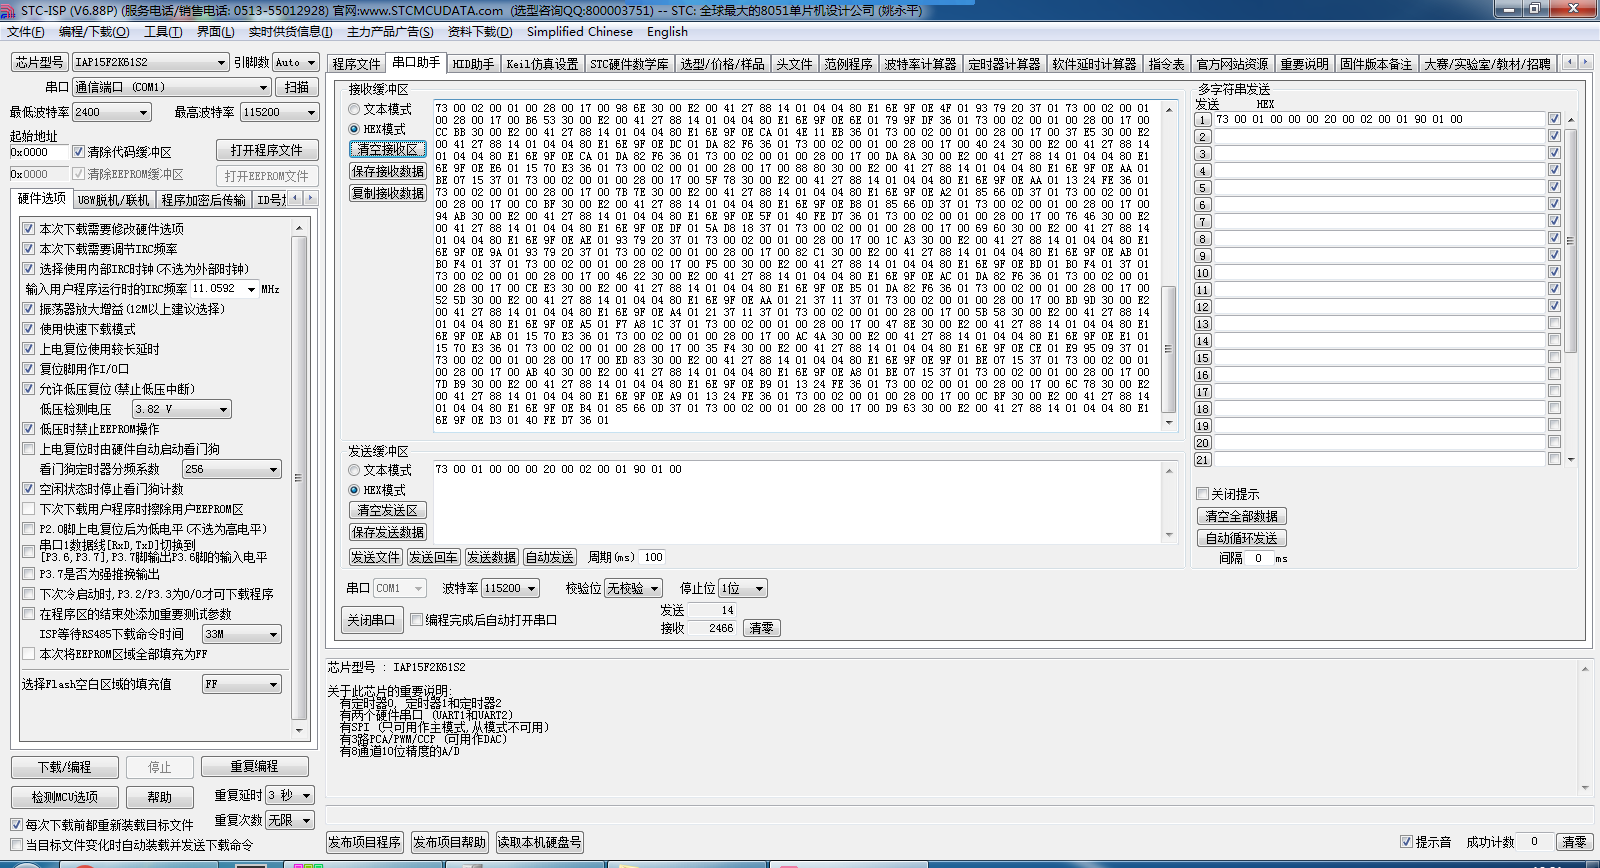 STC-ISP (V6.88P) (服务电话/销售电话: 0513-55012928) 官网:www.STCMCUDATA.com (选型咨询QQ:800003751) -- STC: 全球最大的8051单片机设计公司 (姚永平)
文件(F) 编程/下载(O) 工具(T) 界面(L) 实时供货信息(I) 主力产品广告(S) 资料下载(D) Simplified Chinese English
芯片型号 IAP15F2K61S2 引脚数 Auto
串口 通信端口 (COM1) 扫描
最低波特率 2400 最高波特率 115200
起始地址
0x0000 清除代码缓冲区 打开程序文件
0x0000 清除EEPROM缓冲区 打开EEPROM文件
硬件选项 U8W脱机/联机 程序加密后传输
本次下载需要修改硬件选项
本次下载需要调节IRC频率
选择使用内部IRC时钟(不选为外部时钟)
输入用户程序运行时的IRC频率 11.0592 MHz
振荡器放大增益(12M以上建议选择)
使用快速下载模式
上电复位使用较长延时
复位脚用作I/O口
允许低压复位(禁止低压中断)
低压检测电压 3.82 V
低压时禁止EEPROM操作
上电复位时由硬件自动启动看门狗
看门狗定时器分频系数 256
空闲状态时停止看门狗计数
下次下载用户程序时擦除用户EEPROM区
P2.0脚上电复位后为低电平(不选为高电平)
串口1数据线[RxD,TxD]切换到
[P3.6,P3.7],P3.7脚输出P3.6脚的输入电平
P3.7是否为强推挽输出
下次冷启动时,P3.2/P3.3为0/0才可下载程序
在程序区的结束处添加重要测试参数
ISP等待RS485下载命令时间 33M
本次将EEPROM区域全部填充为FF
选择Flash空白区域的填充值 FF
下载/编程 停止 重复编程
检测MCU选项 帮助 重复延时 3 秒
每次下载前都重新装载目标文件 重复次数 无限
当目标文件变化时自动装载并发送下载命令
程序文件 串口助手 HID助手 Keil仿真设置 STC硬件数学库 选型/价格/样品 头文件 范例程序 波特率计算器 定时器计算器 软件延时计算器 指令表 官方网站资源 重要说明 固件版本备注 大赛/实验室/教材/招聘
接收缓冲区
文本模式
HEX模式
清空接收区
保存接收数据
复制接收数据
73 00 02 00 01 00 28 00 17 00 98 6E 30 00 E2 00 41 27 88 14 01 04 04 80 E1 6E 9F 0E 4F 01 93 79 20 37 01 73 00 02 00 01
00 28 00 17 00 B6 53 30 00 E2 00 41 27 88 14 01 04 04 80 E1 6E 9F 0E 6E 01 79 9F DF 36 01 73 00 02 00 01 00 28 00 17 00
CC BB 30 00 E2 00 41 27 88 14 01 04 04 80 E1 6E 9F 0E CA 01 4E 11 EB 36 01 73 00 02 00 01 00 28 00 17 00 37 E5 30 00 E2
00 41 27 88 14 01 04 04 80 E1 6E 9F 0E DC 01 DA 82 F6 36 01 73 00 02 00 01 00 28 00 17 00 40 24 30 00 E2 00 41 27 88 14
01 04 04 80 E1 6E 9F 0E CA 01 DA 82 F6 36 01 73 00 02 00 01 00 28 00 17 00 DA 8A 30 00 E2 00 41 27 88 14 01 04 04 80 E1
6E 9F 0E E6 01 15 70 E3 36 01 73 00 02 00 01 00 28 00 17 00 88 80 30 00 E2 00 41 27 88 14 01 04 04 80 E1 6E 9F 0E AA 01
BE 07 15 37 01 73 00 02 00 01 00 28 00 17 00 5F 78 30 00 E2 00 41 27 88 14 01 04 04 80 E1 6E 9F 0E AA 01 13 24 FE 36 01
73 00 02 00 01 00 28 00 17 00 7B 7E 30 00 E2 00 41 27 88 14 01 04 04 80 E1 6E 9F 0E A2 01 85 66 0D 37 01 73 00 02 00 01
00 28 00 17 00 C0 BF 30 00 E2 00 41 27 88 14 01 04 04 80 E1 6E 9F 0E B8 01 85 66 0D 37 01 73 00 02 00 01 00 28 00 17 00
94 AB 30 00 E2 00 41 27 88 14 01 04 04 80 E1 6E 9F 0E 5F 01 40 FE D7 36 01 73 00 02 00 01 00 28 00 17 00 76 46 30 00 E2
00 41 27 88 14 01 04 04 80 E1 6E 9F 0E DF 01 5A D8 18 37 01 73 00 02 00 01 00 28 00 17 00 69 60 30 00 E2 00 41 27 88 14
01 04 04 80 E1 6E 9F 0E AE 01 93 79 20 37 01 73 00 02 00 01 00 28 00 17 00 1C A3 30 00 E2 00 41 27 88 14 01 04 04 80 E1
6E 9F 0E 9A 01 93 79 20 37 01 73 00 02 00 01 00 28 00 17 00 82 C1 30 00 E2 00 41 27 88 14 01 04 04 80 E1 6E 9F 0E AB 01
B0 F4 01 37 01 73 00 02 00 01 00 28 00 17 00 F5 00 30 00 E2 00 41 27 88 14 01 04 04 80 E1 6E 9F 0E BD 01 B0 F4 01 37 01
73 00 02 00 01 00 28 00 17 00 46 22 30 00 E2 00 41 27 88 14 01 04 04 80 E1 6E 9F 0E AC 01 DA 82 F6 36 01 73 00 02 00 01
00 28 00 17 00 CE E3 30 00 E2 00 41 27 88 14 01 04 04 80 E1 6E 9F 0E B5 01 DA 82 F6 36 01 73 00 02 00 01 00 28 00 17 00
52 5D 30 00 E2 00 41 27 88 14 01 04 04 80 E1 6E 9F 0E AA 01 21 37 11 37 01 73 00 02 00 01 00 28 00 17 00 BD 9D 30 00 E2
00 41 27 88 14 01 04 04 80 E1 6E 9F 0E A4 01 21 37 11 37 01 73 00 02 00 01 00 28 00 17 00 5B 58 30 00 E2 00 41 27 88 14
01 04 04 80 E1 6E 9F 0E A5 01 F7 A8 1C 37 01 73 00 02 00 01 00 28 00 17 00 47 8E 30 00 E2 00 41 27 88 14 01 04 04 80 E1
6E 9F 0E AB 01 15 70 E3 36 01 73 00 02 00 01 00 28 00 17 00 AC 4A 30 00 E2 00 41 27 88 14 01 04 04 80 E1 6E 9F 0E E1 01
15 70 E3 36 01 73 00 02 00 01 00 28 00 17 00 35 F4 30 00 E2 00 41 27 88 14 01 04 04 80 E1 6E 9F 0E CE 01 E9 95 09 37 01
73 00 02 00 01 00 28 00 17 00 ED 83 30 00 E2 00 41 27 88 14 01 04 04 80 E1 6E 9F 0E 9F 01 BE 07 15 37 01 73 00 02 00 01
00 28 00 17 00 AB 40 30 00 E2 00 41 27 88 14 01 04 04 80 E1 6E 9F 0E A8 01 BE 07 15 37 01 73 00 02 00 01 00 28 00 17 00
7D B9 30 00 E2 00 41 27 88 14 01 04 04 80 E1 6E 9F 0E B9 01 13 24 FE 36 01 73 00 02 00 01 00 28 00 17 00 6C 78 30 00 E2
00 41 27 88 14 01 04 04 80 E1 6E 9F 0E A9 01 13 24 FE 36 01 73 00 02 00 01 00 28 00 17 00 0C BF 30 00 E2 00 41 27 88 14
01 04 04 80 E1 6E 9F 0E B4 01 85 66 0D 37 01 73 00 02 00 01 00 28 00 17 00 D9 63 30 00 E2 00 41 27 88 14 01 04 04 80 E1
6E 9F 0E D3 01 40 FE D7 36 01
发送缓冲区
文本模式
HEX模式
清空发送区
保存发送数据
73 00 01 00 00 00 20 00 02 00 01 90 01 00
发送文件 发送回车 发送数据 自动发送 周期(ms) 100
串口 COM1 波特率 115200 校验位 无校验 停止位 1位
关闭串口 编程完成后自动打开串口
发送 14
接收 2466 清零
多字符串发送
发送 HEX
1 73 00 01 00 00 00 20 00 02 00 01 90 01 00
2
3
4
5
6
7
8
9
10
11
12
13
14
15
16
17
18
19
20
21
关闭提示
清空全部数据
自动循环发送
间隔 0 ms
芯片型号 : IAP15F2K61S2
关于此芯片的重要说明:
有定时器0, 定时器1和定时器2
有两个硬件串口 (UART1和UART2)
有SPI (只可用作主模式,从模式不可用)
有3路PCA/PWM/CCP (可用作DAC)
有8通道10位精度的A/D
发布项目程序 发布项目帮助 读取本机硬盘号 提示音 成功计数 0 清零